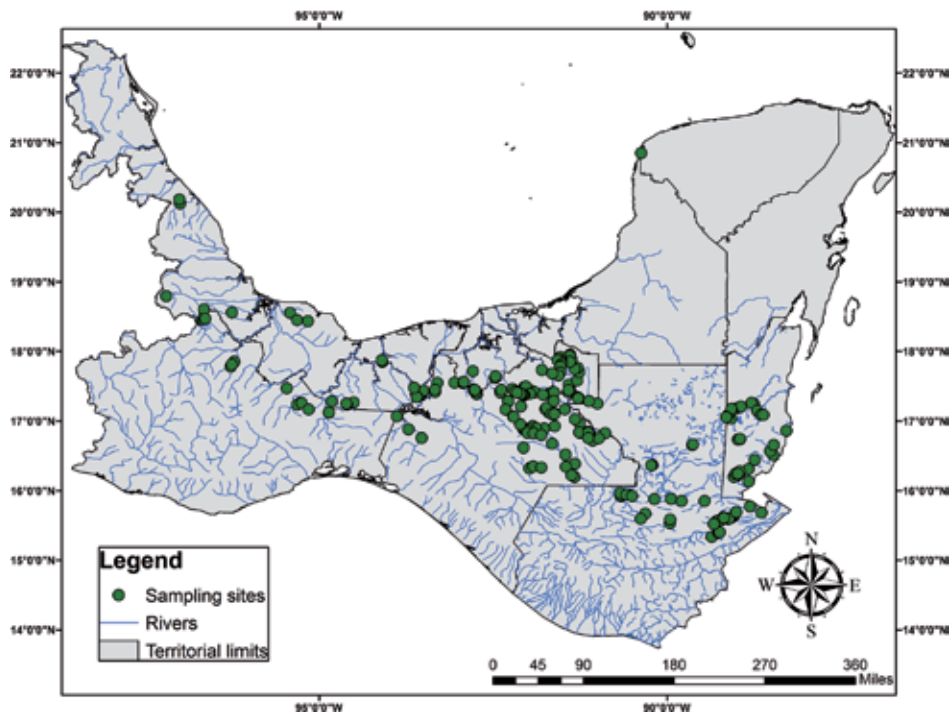 95°0'0"W 90°0'0"W
22°0'0"N 22°0'0"N
21°0'0"N 21°0'0"N
20°0'0"N 20°0'0"N
19°0'0"N 19°0'0"N
18°0'0"N 18°0'0"N
17°0'0"N 17°0'0"N
16°0'0"N 16°0'0"N
15°0'0"N 15°0'0"N
14°0'0"N 14°0'0"N
Legend
Sampling sites
Rivers
Territorial limits
N
W E
S
0 45 90 180 270 360
Miles
95°0'0"W 90°0'0"W